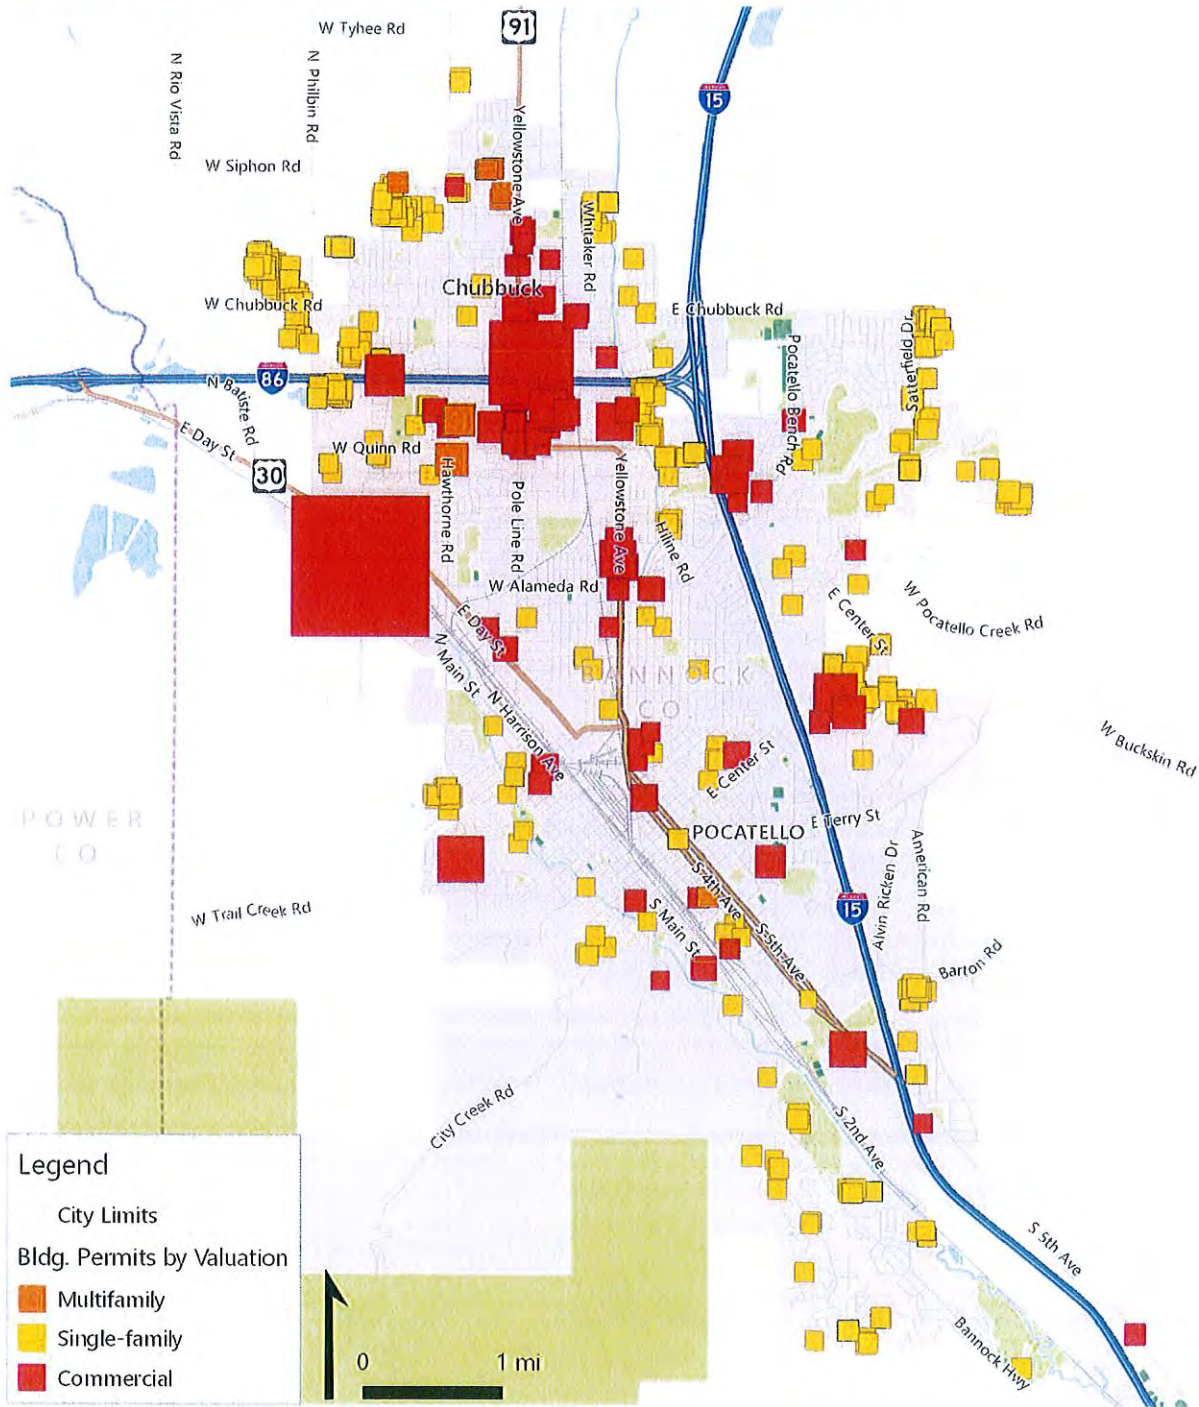 W Tyhee Rd
91
N Rio Vista Rd
N Philbin Rd
Yellowstone Ave
15
W Siphon Rd
Whitaker Rd
Chubbuck
W Chubbuck Rd
E Chubbuck Rd
Pocatello Bench Rd
Satterfield Dr
86
N Batiste Rd
E Day St
W Quinn Rd
30
Hawthorne Rd
Pole Line Rd
Yellowstone Ave
Hiline Rd
W Alameda Rd
E Center St
W Pocatello Creek Rd
E Day St
N Main St
BANNOCK
CO.
N Harrison Ave
W Buckskin Rd
E Center St
POWER
CO
POCATELLO
E Terry St
American Rd
Alvin Ricken Dr
S 4th Ave
15
W Trail Creek Rd
S Main St
S 5th Ave
Barton Rd
City Creek Rd
S 2nd Ave
S 5th Ave
Bannock Hwy
Legend
City Limits
Bldg. Permits by Valuation
Multifamily
Single-family
Commercial
0 1 mi